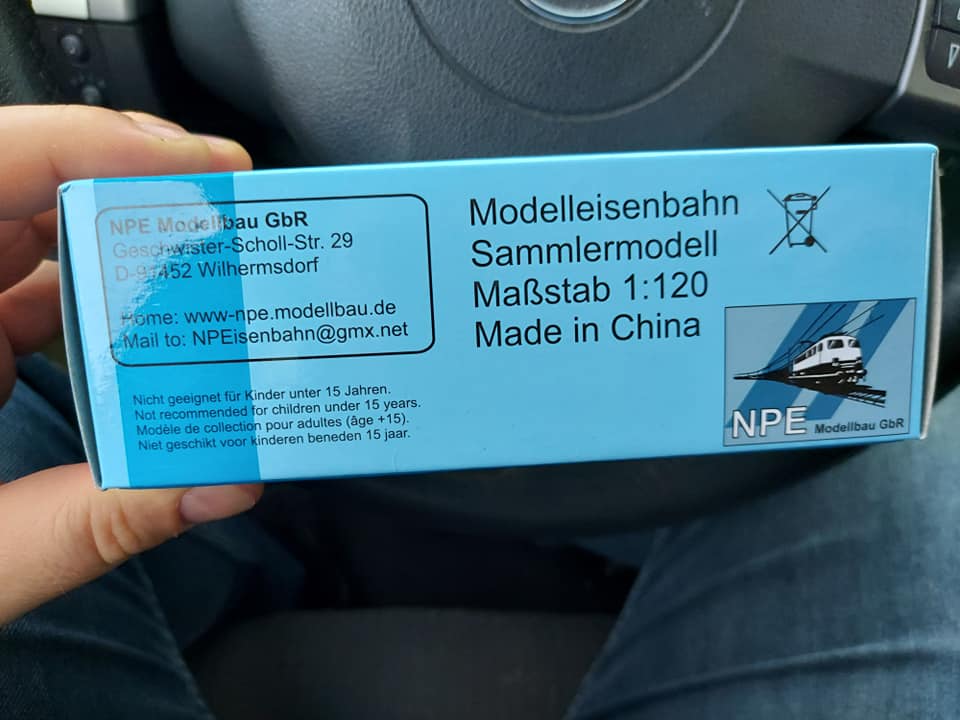 NPE Modellbau GbR
Geschwister-Scholl-Str. 29
D-91452 Wilhermsdorf
Home: www-npe.modellbau.de
Mail to: NPEisenbahn@gmx.net
Nicht geeignet für Kinder unter 15 Jahren.
Not recommended for children under 15 years.
Modèle de collection pour adultes (âge +15).
Niet geschikt voor kinderen beneden 15 jaar.
Modelleisenbahn
Sammlermodell
Maßstab 1:120
Made in China
NPE Modellbau GbR